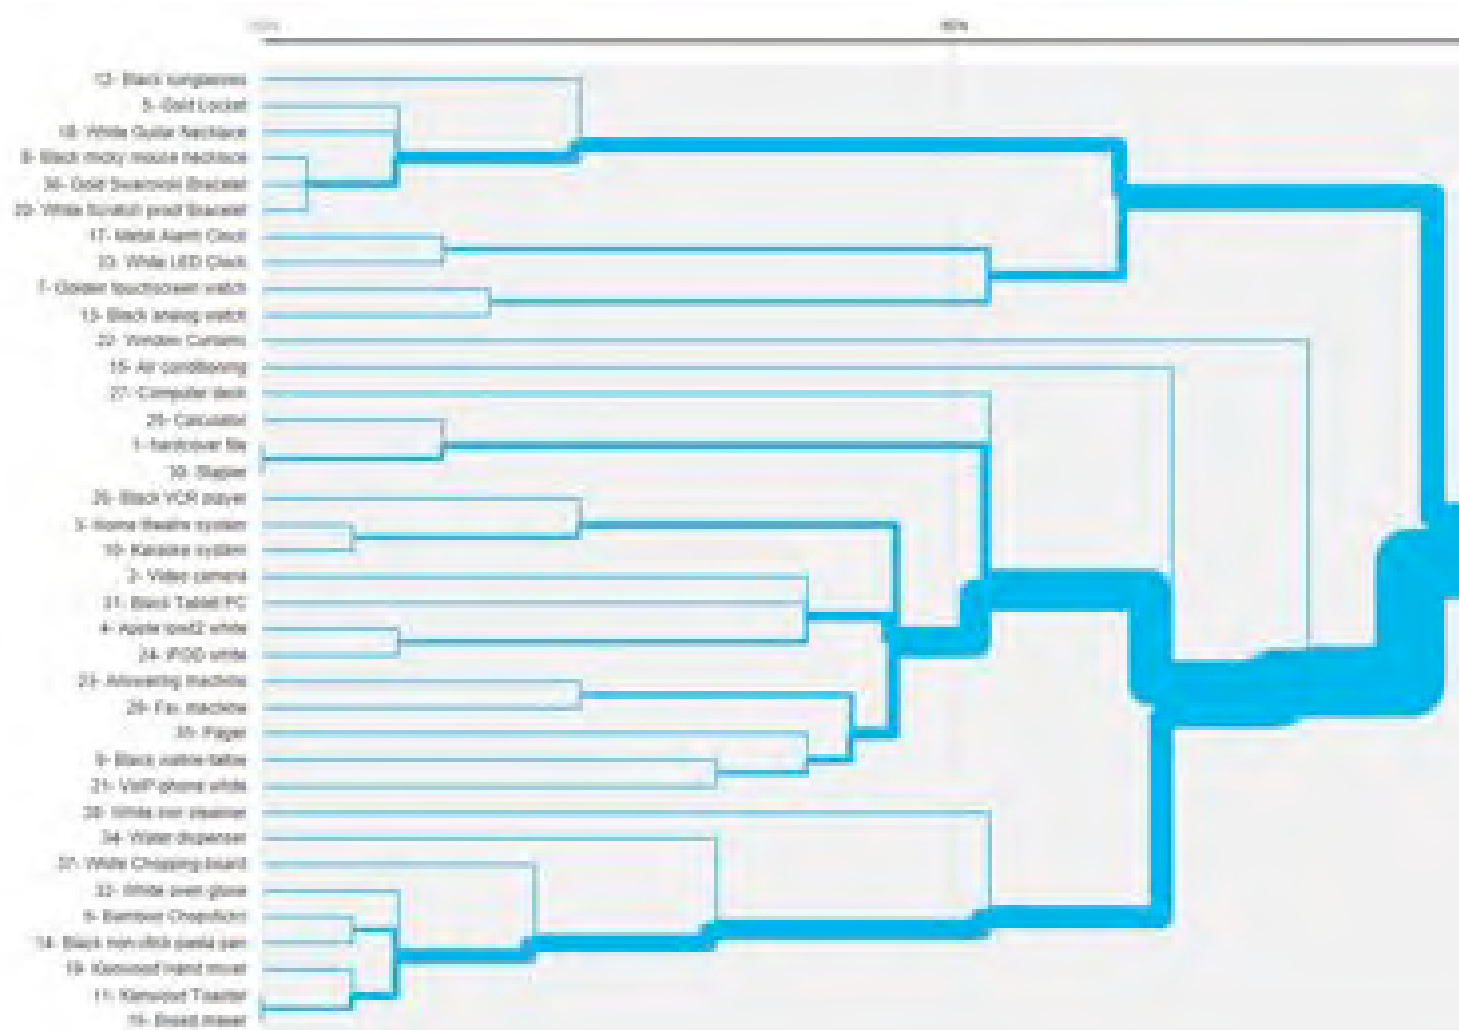 12- Black sunglasses
5- Gold Locket
18- White Guitar Necklace
8- Black micky mouse necklace
36- Gold Swarovski Bracelet
20- White Scratch proof Bracelet
17- Metal Alarm Clock
33- White LED Clock
7- Golden touchscreen watch
13- Black analog watch
22- Window Curtains
15- Air conditioning
27- Computer desk
25- Calculator
1- hardcover file
30- Stapler
26- Black VCR player
3- Home theatre system
10- Karaoke system
2- Video camera
31- Black Tablet PC
4- Apple white
24- iPOD white
23- Answering machine
29- Fax machine
35- Pager
9- Black walkie-talkie
21- VoIP phone white
28- White iron steamer
34- Water dispenser
37- White Chopping board
32- White oven glove
6- Bamboo Chopsticks
14- Black non-stick pasta pan
19- Kenwood hand mixer
11- Kenwood Toaster
16- Bread maker